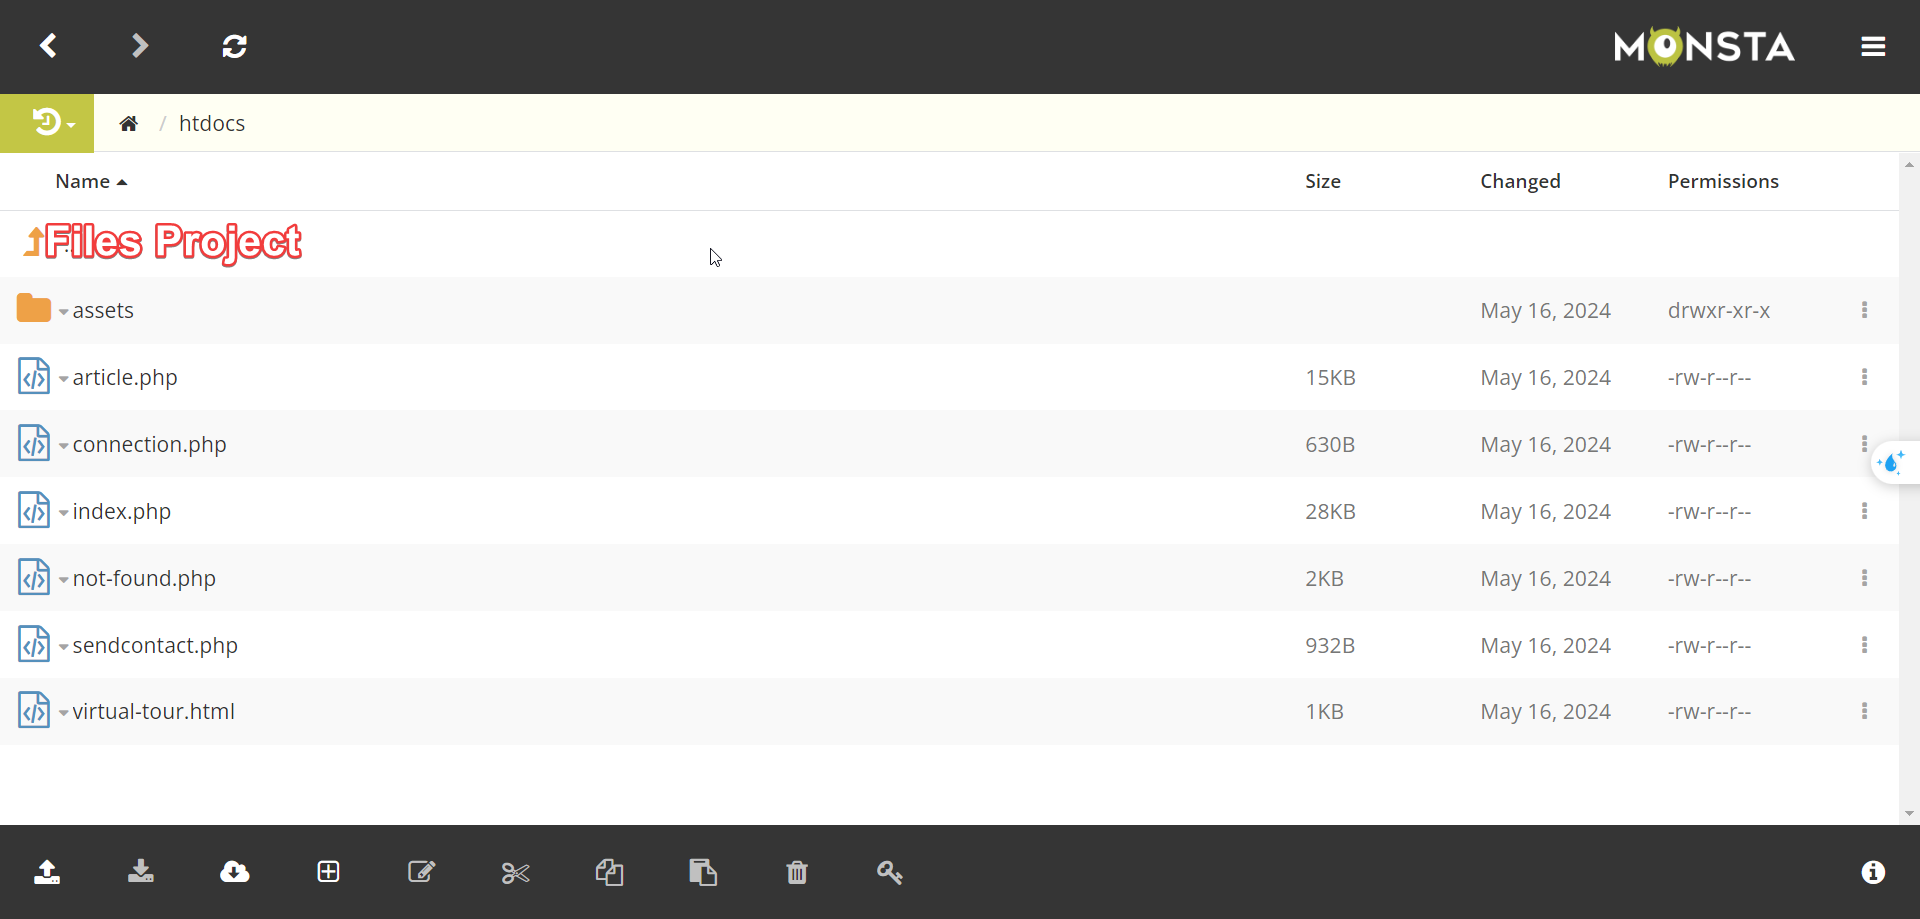 MONSTA
/ htdocs
Name Size Changed Permissions
Files Project
assets May 16, 2024 drwxr-xr-x
article.php 15KB May 16, 2024 -rw-r--r--
connection.php 630B May 16, 2024 -rw-r--r--
index.php 28KB May 16, 2024 -rw-r--r--
not-found.php 2KB May 16, 2024 -rw-r--r--
sendcontact.php 932B May 16, 2024 -rw-r--r--
virtual-tour.html 1KB May 16, 2024 -rw-r--r--